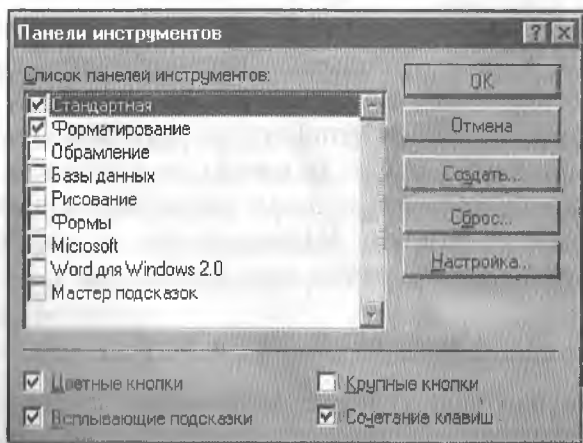 Панели инструментов
Список панелей инструментов:
Стандартная
Форматирование
Обрамление
Базы данных
Рисование
Формы
Microsoft
Word для Windows 2.0
Мастер подсказок
OK
Отмена
Создать...
Сброс...
Настройка...
Цветные кнопки
Крупные кнопки
Всплывающие подсказки
Сочетание клавиш